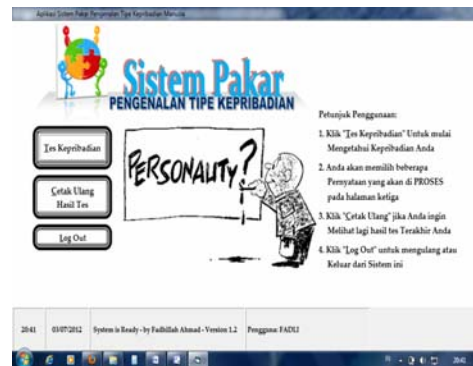 Aplikasi Sistem Pakar Pengenalan Tipe Kepribadian Manusia
Sistem Pakar
PENGENALAN TIPE KEPRIBADIAN
Tes Kepribadian
Cetak Ulang
Hasil Tes
Log Out
PERSONALITY?
Petunjuk Penggunaan:
1. Klik "Tes Kepribadian" Untuk mulai
Mengetahui Kepribadian Anda
2. Anda akan memilih beberapa
Pernyataan yang akan di PROSES
pada halaman ketiga
3. Klik "Cetak Ulang" jika Anda ingin
Melihat lagi hasil tes Terakhir Anda
4. Klik "Log Out" untuk mengulang atau
Keluar dari Sistem ini
20:41 03/07/2012 System is Ready - by Fadhillah Ahmad - Version 1.2 Pengguna: FADLI
20:41